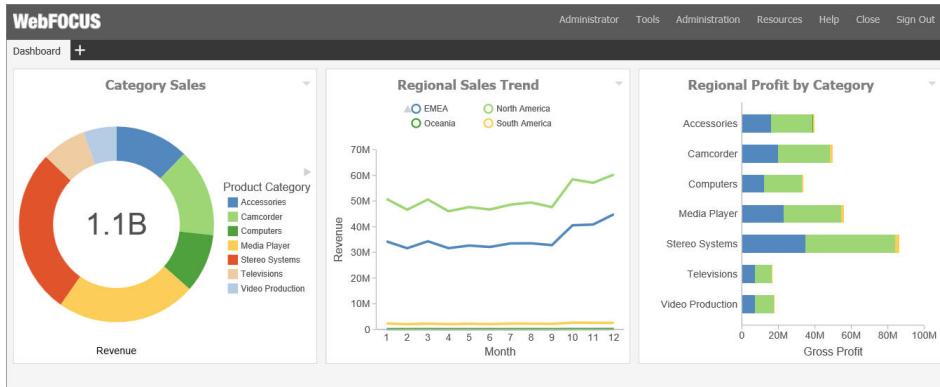 WebFOCUS
Administrator Tools Administration Resources Help Close Sign Out
Dashboard +
Category Sales
1.1B
Product Category
Accessories
Camcorder
Computers
Media Player
Stereo Systems
Televisions
Video Production
Revenue
Regional Sales Trend
EMEA North America
Oceania South America
Revenue
70M
60M
50M
40M
30M
20M
10M
0
1 2 3 4 5 6 7 8 9 10 11 12
Month
Regional Profit by Category
Accessories
Camcorder
Computers
Media Player
Stereo Systems
Televisions
Video Production
0 20M 40M 60M 80M 100M
Gross Profit